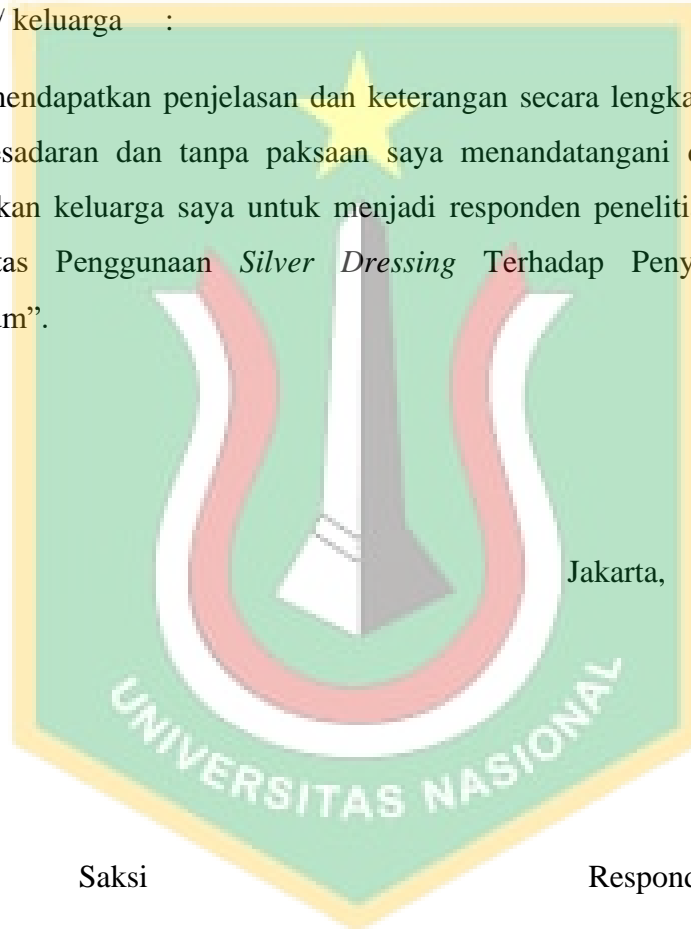 / keluarga :
mendapatkan penjelasan dan keterangan secara lengka
esadaran dan tanpa paksaan saya menandatangani
kan keluarga saya untuk menjadi responden peneliti
tas Penggunaan Silver Dressing Terhadap Peny
um”.
Jakarta,
UNIVERSITAS NASIONAL
Saksi Respond